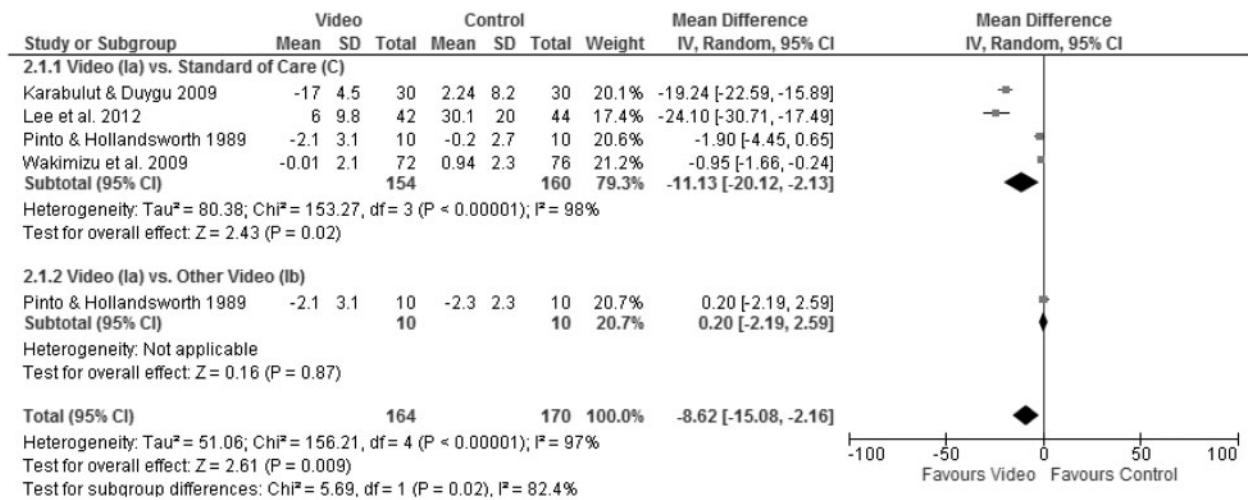 Video Control Mean Difference Mean Difference
Study or Subgroup Mean SD Total Mean SD Total Weight IV, Random, 95% CI IV, Random, 95% CI
2.1.1 Video (Ia) vs. Standard of Care (C)
Karabulut & Duygu 2009 -17 4.5 30 2.24 8.2 30 20.1% -19.24 [-22.59, -15.89]
Lee et al. 2012 6 9.8 42 30.1 20 44 17.4% -24.10 [-30.71, -17.49]
Pinto & Hollandsworth 1989 -2.1 3.1 10 -0.2 2.7 10 20.6% -1.90 [-4.45, 0.65]
Wakimizu et al. 2009 -0.01 2.1 72 0.94 2.3 76 21.2% -0.95 [-1.66, -0.24]
Subtotal (95% CI) 154 160 79.3% -11.13 [-20.12, -2.13]
Heterogeneity: Tau² = 80.38; Chi² = 153.27, df = 3 (P < 0.00001); I² = 98%
Test for overall effect: Z = 2.43 (P = 0.02)
2.1.2 Video (Ia) vs. Other Video (Ib)
Pinto & Hollandsworth 1989 -2.1 3.1 10 -2.3 2.3 10 20.7% 0.20 [-2.19, 2.59]
Subtotal (95% CI) 10 10 20.7% 0.20 [-2.19, 2.59]
Heterogeneity: Not applicable
Test for overall effect: Z = 0.16 (P = 0.87)
Total (95% CI) 164 170 100.0% -8.62 [-15.08, -2.16]
Heterogeneity: Tau² = 51.06; Chi² = 156.21, df = 4 (P < 0.00001); I² = 97%
Test for overall effect: Z = 2.61 (P = 0.009)
Test for subgroup differences: Chi² = 5.69, df = 1 (P = 0.02), I² = 82.4%
-100 -50 0 50 100
Favours Video Favours Control